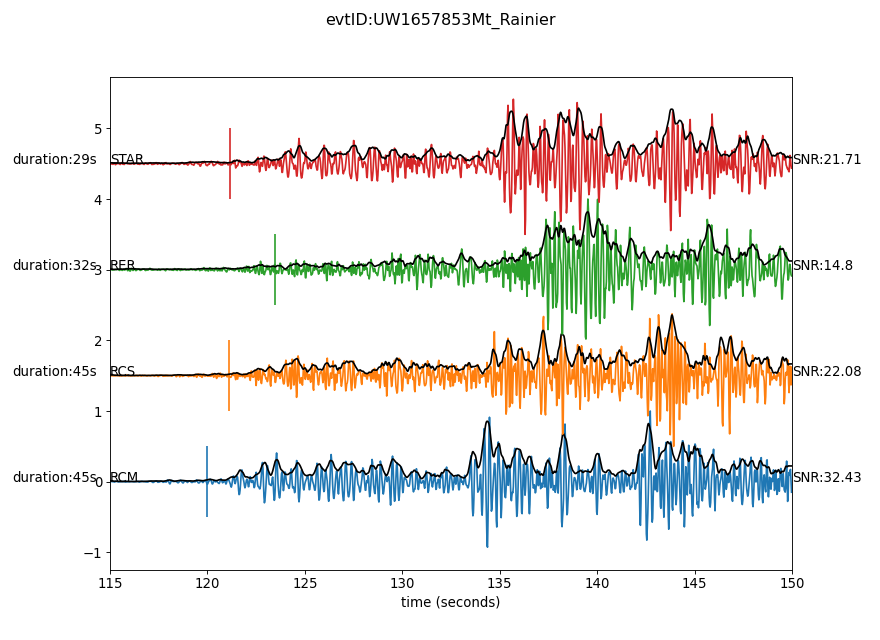 evtID:UW1657853Mt_Rainier
5
duration:29s STAR SNR:21.71
4
duration:32s 3 RER SNR:14.8
2
duration:45s RCS SNR:22.08
1
duration:45s 0 RCM SNR:32.43
−1
115 120 125 130 135 140 145 150
time (seconds)